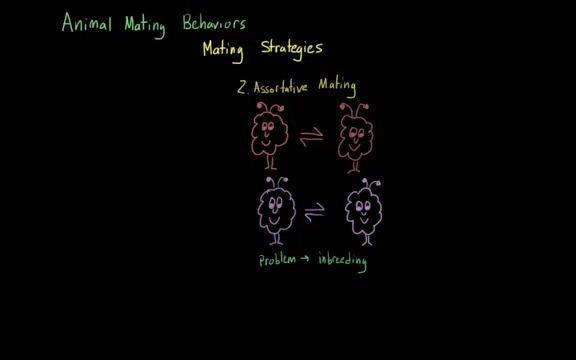 Animal Mating Behaviors
Mating Strategies
2. Assortative Mating
problem → inbreeding